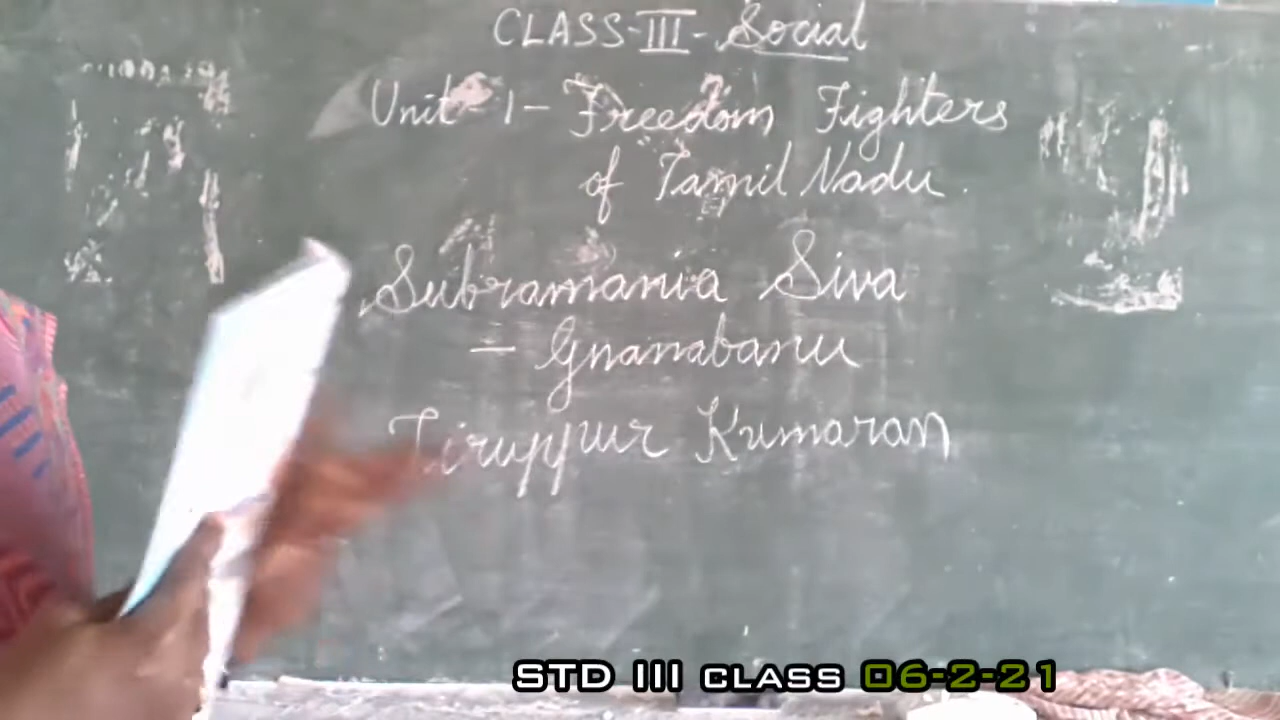 CLASS-III-Social
Unit-1-Freedom Fighters
of Tamil Nadu.
Subramania Siva
- Gnanabanu
Tiruppur Kumaran
STD III CLASS 06-2-21